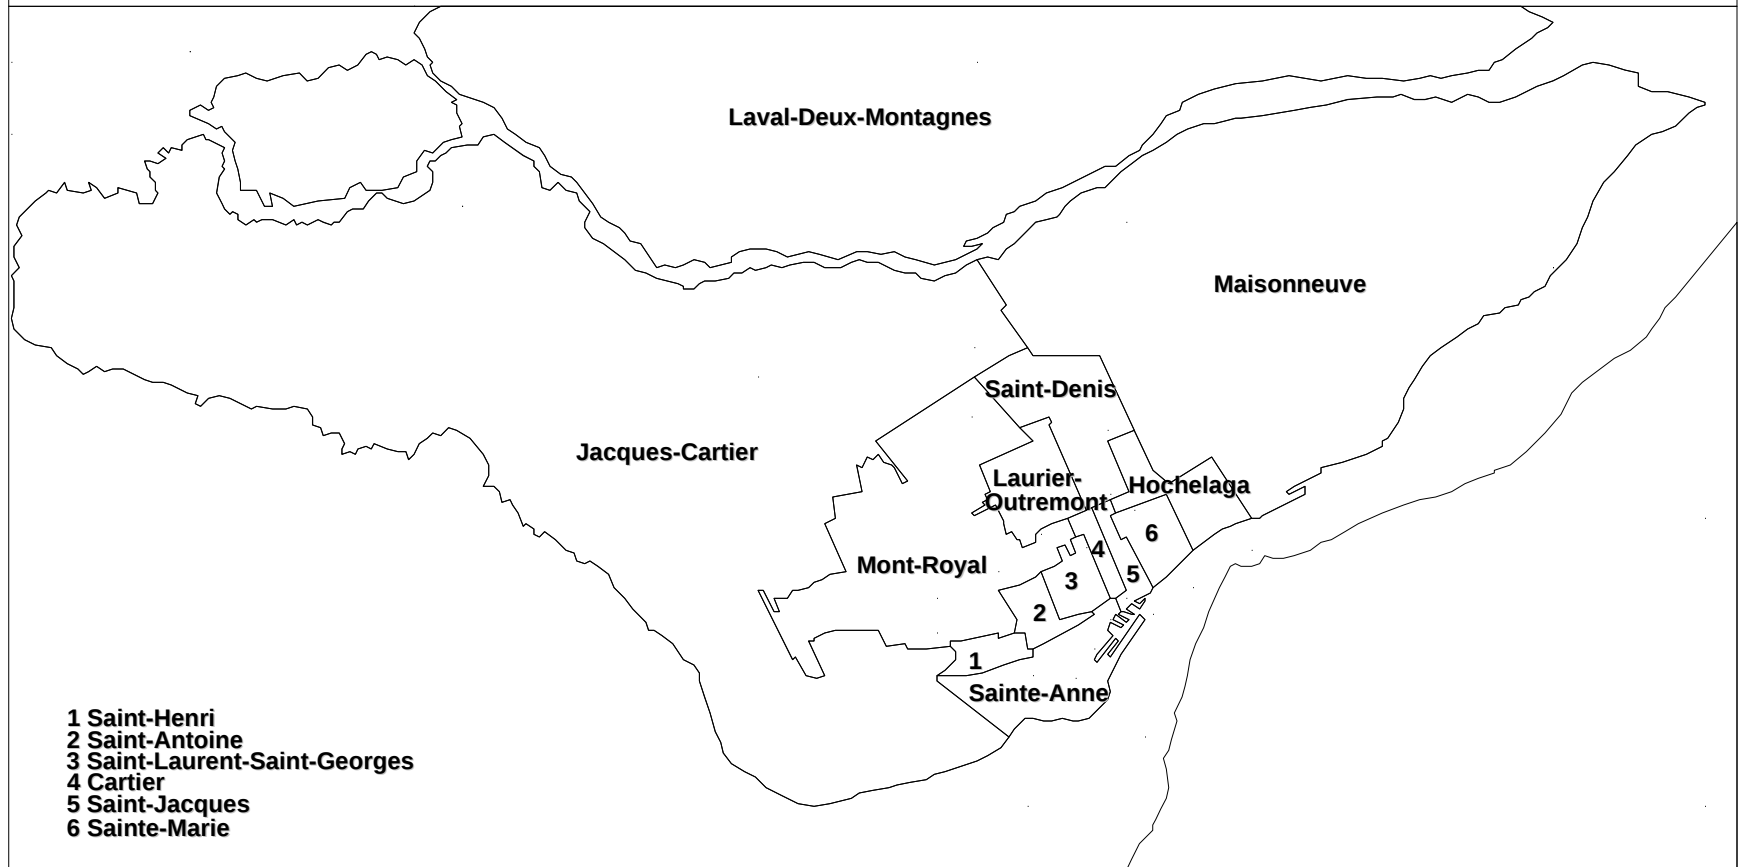 Laval-Deux-Montagnes
Maisonneuve
Saint-Denis
Jacques-Cartier
Laurier-
Outremont
Hochelaga
6
4
Mont-Royal
5
3
2
1
Sainte-Anne
1 Saint-Henri
2 Saint-Antoine
3 Saint-Laurent-Saint-Georges
4 Cartier
5 Saint-Jacques
6 Sainte-Marie